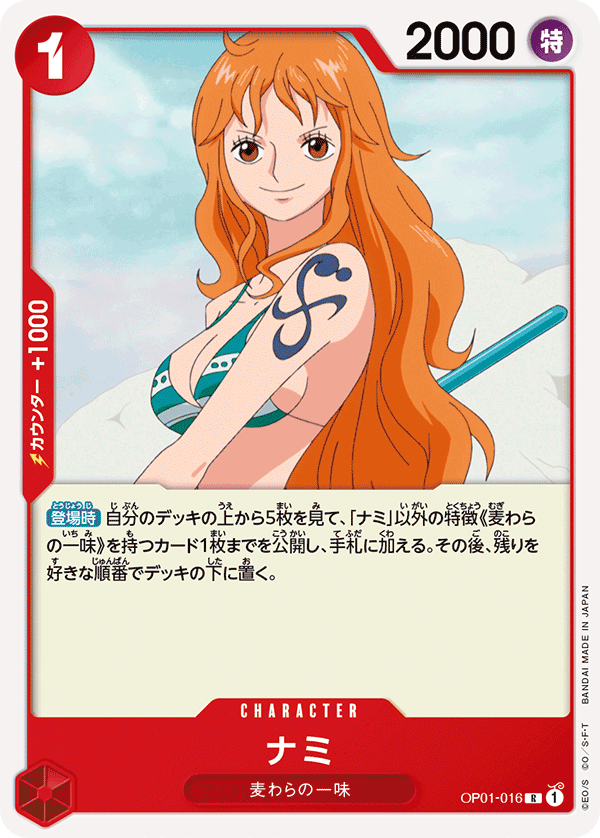 1
2000
特
カウンター +1000
登場時 自分のデッキの上から5枚を見て、「ナミ」以外の特徴《麦わら
の一味》を持つカード1枚までを公開し、手札に加える。その後、残りを
好きな順番でデッキの下に置く。
CHARACTER
ナミ
麦わらの一味
OP01-016 R 1
©EO/S ©O/S・F・T BANDAI MADE IN JAPAN